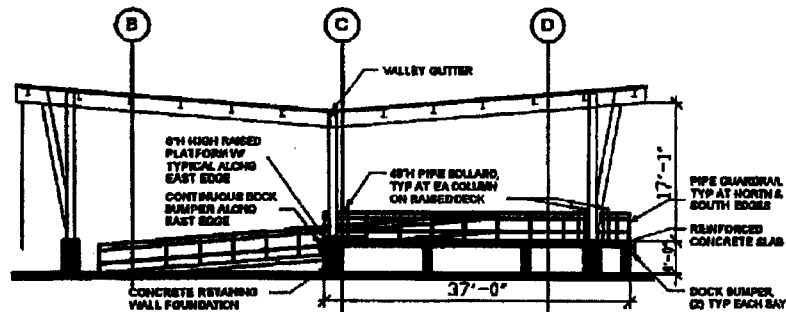 B
C
D
VALLEY GUTTER
HIGH RAISED
PLATFORM W/
TYPICAL ALONG
EAST EDGE
CONTINUOUS DOCK
BUMPER ALONG
EAST EDGE
48"H PIPE BOLLARD,
TYP AT EA COLUMN
ON RAISED DECK
17'-1"
PIPE GUARDRAIL
TYP AT NORTH &
SOUTH EDGES
REINFORCED
CONCRETE SLAB
CONCRETE RETAINING
WALL FOUNDATION
37'-0"
DOCK BUMPER,
(2) TYP EACH BAY